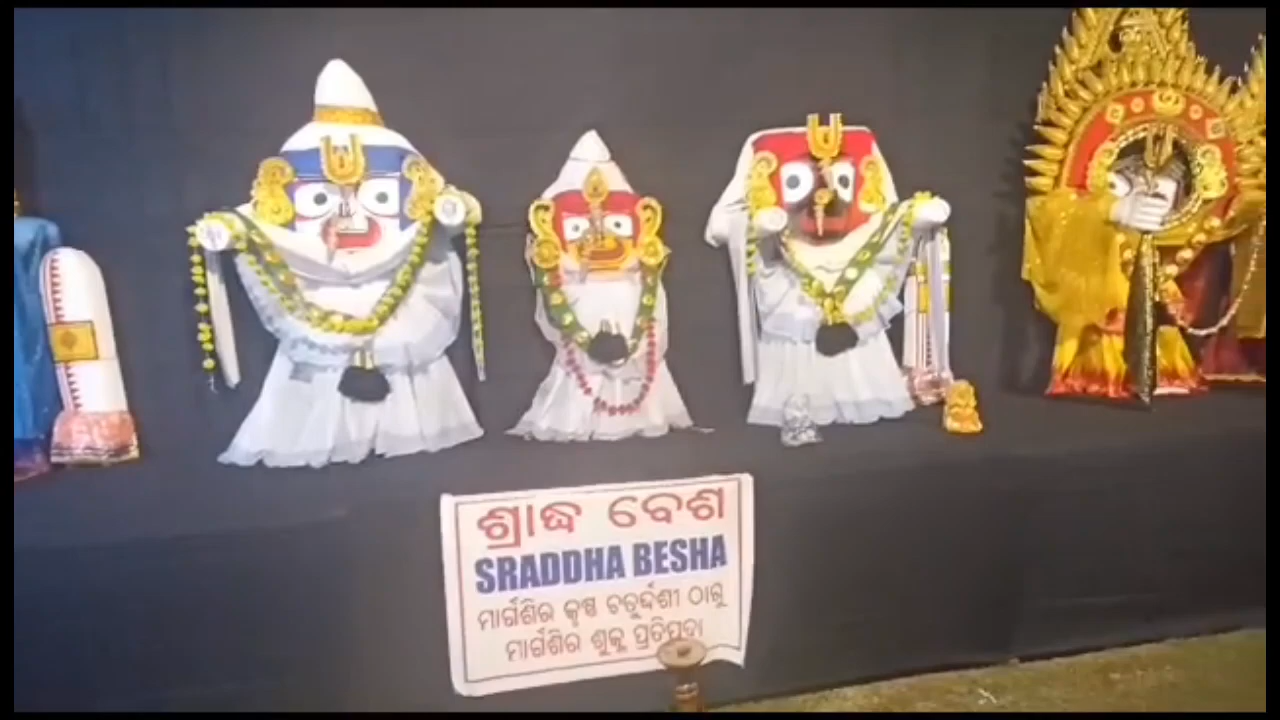 ଶ୍ରାଦ୍ଧ ବେଶ
SRADDHA BESHA
ମାର୍ଗଶିର କୃଷ୍ଣ ଚତୁର୍ଦ୍ଦଶୀ ଠାରୁ
ମାର୍ଗଶିର ଶୁକ୍ଳ ପ୍ରତିପଦା